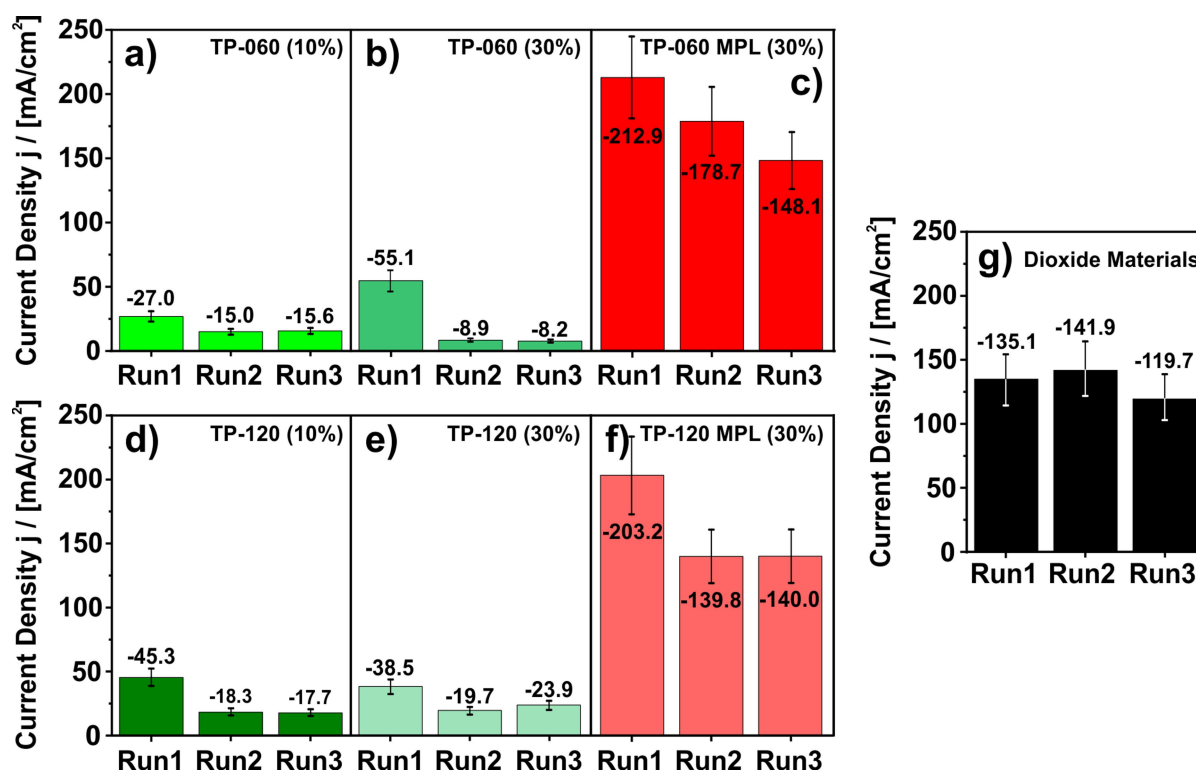 Current Density j / [mA/cm²]
250
200
150
100
50
0
a)
TP-060 (10%)
-27.0
-15.0
-15.6
Run1 Run2 Run3
b)
TP-060 (30%)
-55.1
-8.9
-8.2
Run1 Run2 Run3
TP-060 MPL (30%)
c)
-212.9
-178.7
-148.1
Run1 Run2 Run3
Current Density j / [mA/cm²]
250
200
150
100
50
0
d)
TP-120 (10%)
-45.3
-18.3
-17.7
Run1 Run2 Run3
e)
TP-120 (30%)
-38.5
-19.7
-23.9
Run1 Run2 Run3
f)
TP-120 MPL (30%)
-203.2
-139.8
-140.0
Run1 Run2 Run3
Current Density j / [mA/cm²]
250
200
150
100
50
0
g) Dioxide Materials
-135.1
-141.9
-119.7
Run1 Run2 Run3